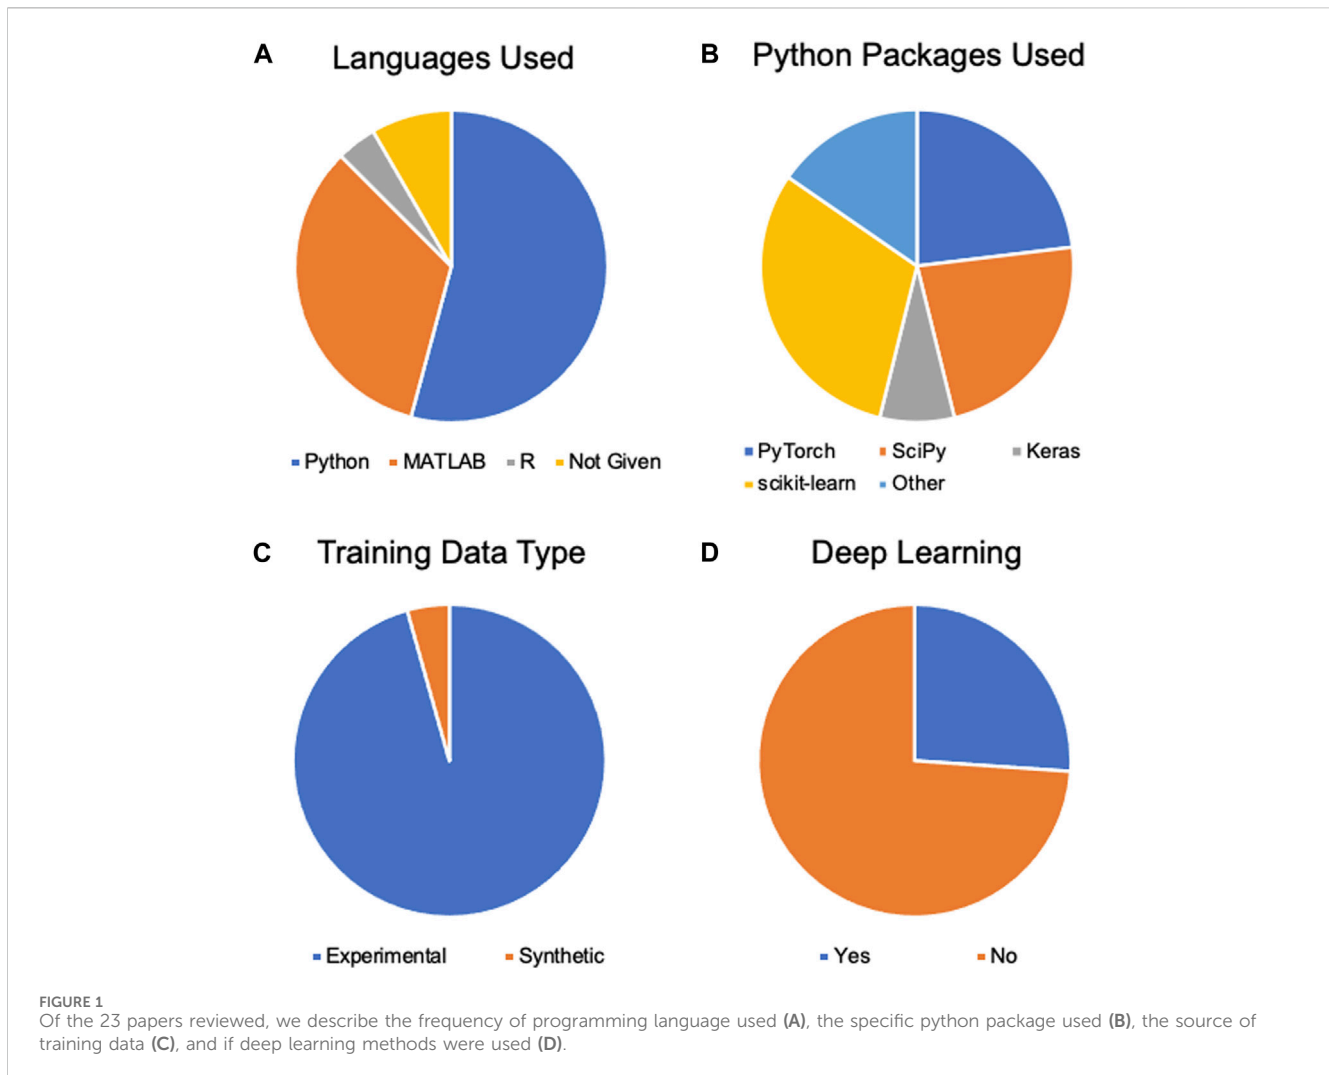 A Languages Used
B Python Packages Used
Python MATLAB R Not Given
PyTorch SciPy Keras
scikit-learn Other
C Training Data Type
D Deep Learning
Experimental Synthetic
Yes No
FIGURE 1
Of the 23 papers reviewed, we describe the frequency of programming language used (A), the specific python package used (B), the source of
training data (C), and if deep learning methods were used (D).